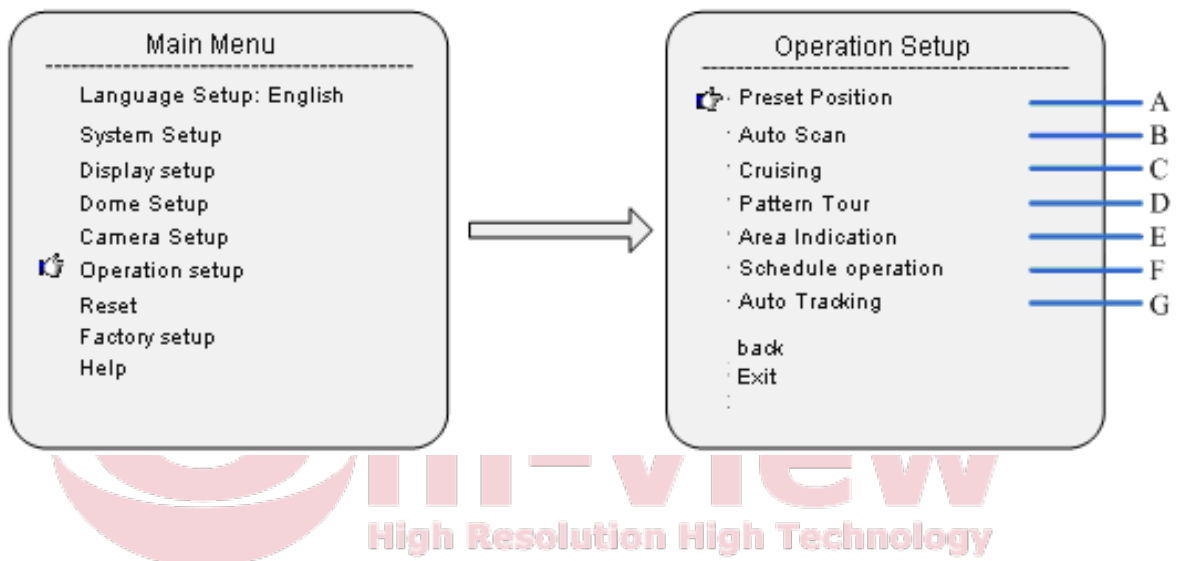 Main Menu
Language Setup: English
System Setup
Display setup
Dome Setup
Camera Setup
Operation setup
Reset
Factory setup
Help
Operation Setup
Preset Position
Auto Scan
Cruising
Pattern Tour
Area Indication
Schedule operation
Auto Tracking
back
Exit
A
B
C
D
E
F
G
High Resolution High Technology